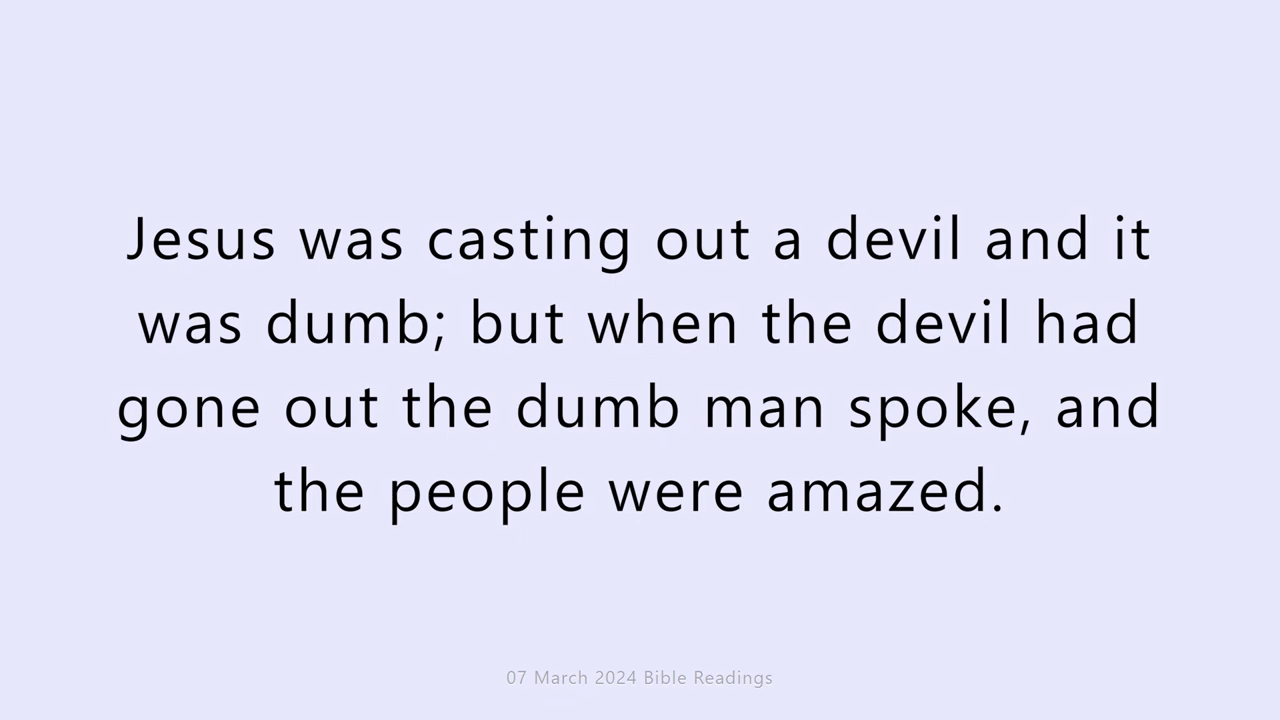 Jesus was casting out a devil and it
was dumb; but when the devil had
gone out the dumb man spoke, and
the people were amazed.
07 March 2024 Bible Readings